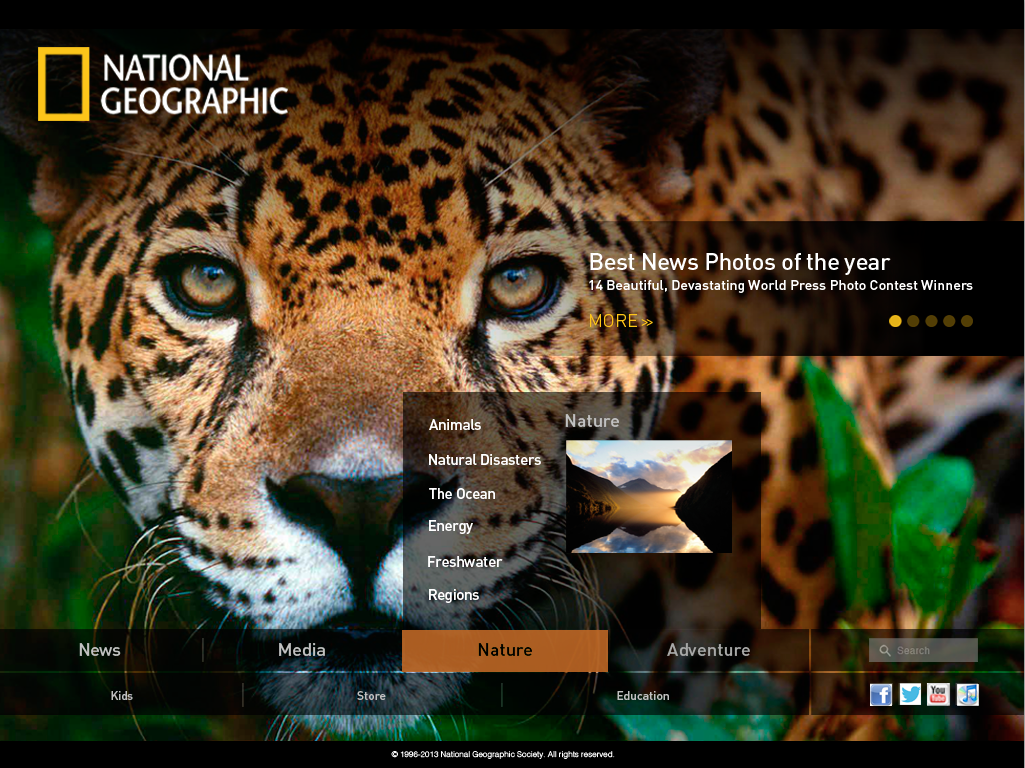 NATIONAL
GEOGRAPHIC
Best News Photos of the year
14 Beautiful, Devastating World Press Photo Contest Winners
MORE >>
Animals
Natural Disasters
The Ocean
Energy
Freshwater
Regions
Nature
News
Media
Nature
Adventure
Search
Kids
Store
Education
f
You
Tube
© 1996-2013 National Geographic Society. All rights reserved.